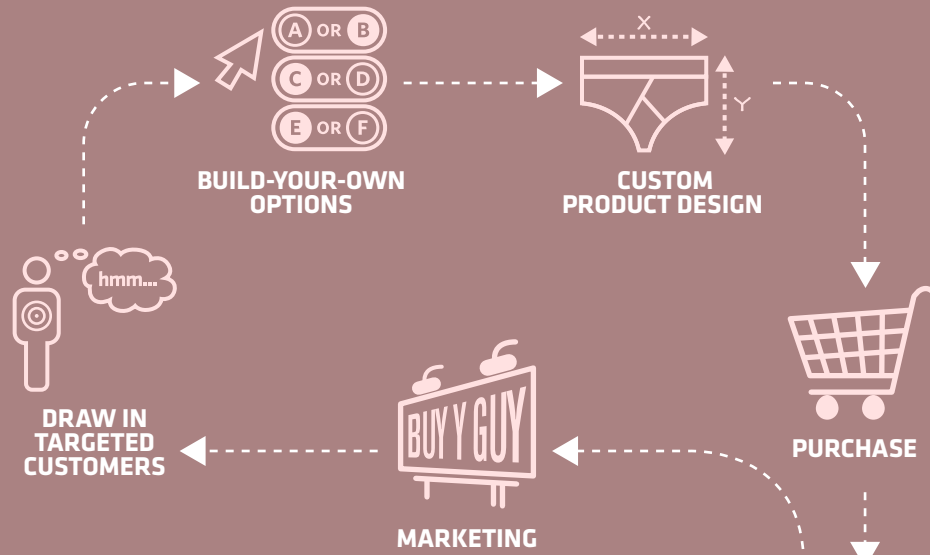 A OR B
C OR D
E OR F
BUILD-YOUR-OWN
OPTIONS
X
Y
CUSTOM
PRODUCT DESIGN
hmm...
DRAW IN
TARGETED
CUSTOMERS
BUY Y GUY
MARKETING
PURCHASE